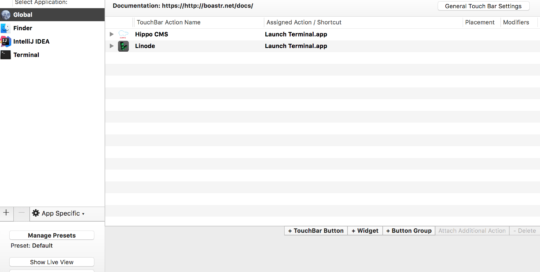 Select Application:
Documentation: https://http://boastr.net/docs/
General Touch Bar Settings
Global
TouchBar Action Name
Assigned Action / Shortcut
Placement
Modifiers
Finder
Hippo CMS
Launch Terminal.app
IntelliJ IDEA
Linode
Launch Terminal.app
Terminal
+
−
App Specific
+ TouchBar Button
+ Widget
+ Button Group
Attach Additional Action
- Delete
Manage Presets
Preset: Default
Show Live View